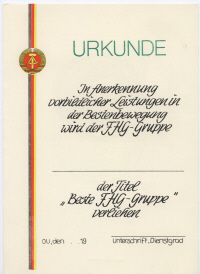 URKUNDE
In Anerkennung
vorbildlicher Leistungen in
der Bestenbewegung
wird der FHG-Gruppe
der Titel
„Beste FHG-Gruppe“
verliehen
OU, den . . 19
Unterschrift, Dienstgrad